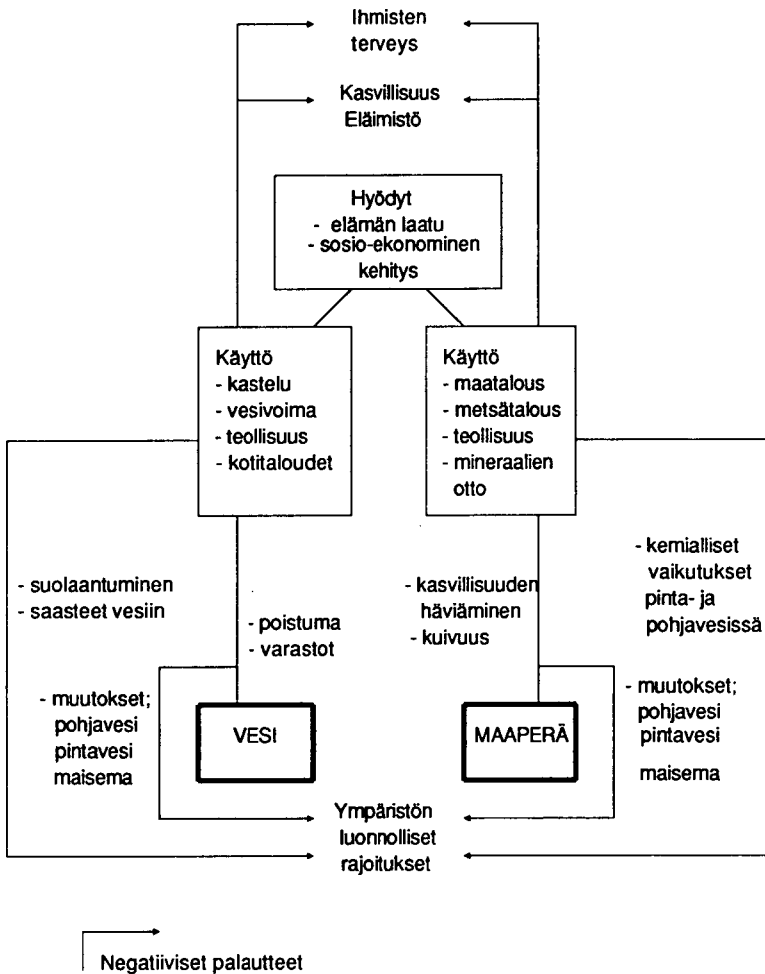 Ihmisten
terveys
Kasvillisuus
Eläimistö
Hyödyt
- elämän laatu
- sosio-ekonominen
kehitys
Käyttö
- kastelu
- vesivoima
- teollisuus
- kotitaloudet
Käyttö
- maatalous
- metsätalous
- teollisuus
- mineraalien
otto
- suolaantuminen
- saasteet vesiin
- poistuma
- varastot
- kasvillisuuden
häviäminen
- kuivuus
- kemialliset
vaikutukset
pinta- ja
pohjavesissä
- muutokset;
pohjavesi
pintavesi
maisema
VESI
MAAPERÄ
- muutokset;
pohjavesi
pintavesi
maisema
Ympäristön
luonnolliset
rajoitukset
Negatiiviset palautteet